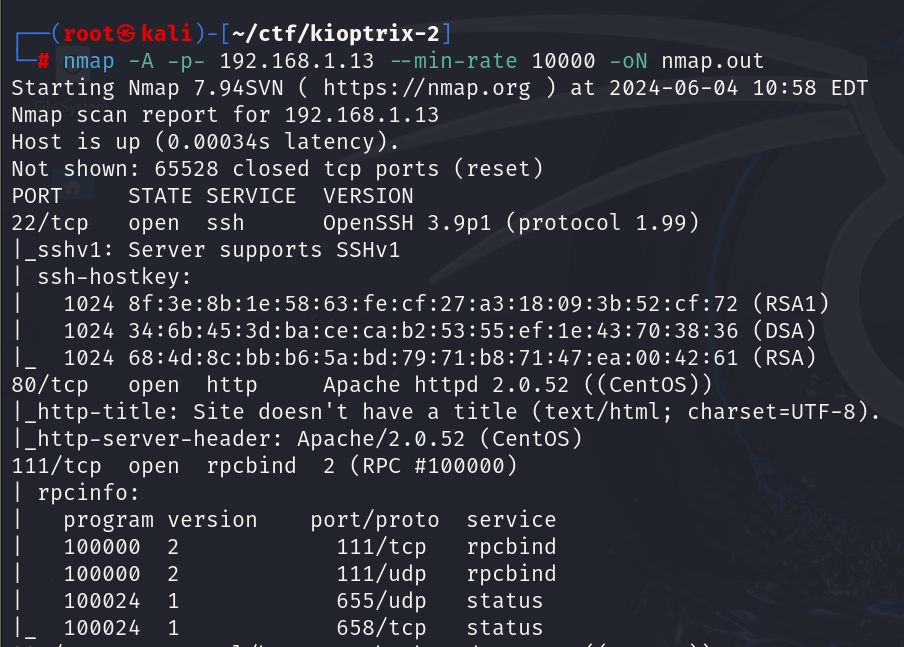 ┌──(root㉿kali)-[~/ctf/kioptrix-2]
└─# nmap -A -p- 192.168.1.13 --min-rate 10000 -oN nmap.out
Starting Nmap 7.94SVN ( https://nmap.org ) at 2024-06-04 10:58 EDT
Nmap scan report for 192.168.1.13
Host is up (0.00034s latency).
Not shown: 65528 closed tcp ports (reset)
PORT     STATE SERVICE  VERSION
22/tcp   open  ssh      OpenSSH 3.9p1 (protocol 1.99)
|_sshv1: Server supports SSHv1
| ssh-hostkey:
|   1024 8f:3e:8b:1e:58:63:fe:cf:27:a3:18:09:3b:52:cf:72 (RSA1)
|   1024 34:6b:45:3d:ba:ce:ca:b2:53:55:ef:1e:43:70:38:36 (DSA)
|_  1024 68:4d:8c:bb:b6:5a:bd:79:71:b8:71:47:ea:00:42:61 (RSA)
80/tcp   open  http     Apache httpd 2.0.52 ((CentOS))
|_http-title: Site doesn't have a title (text/html; charset=UTF-8).
|_http-server-header: Apache/2.0.52 (CentOS)
111/tcp  open  rpcbind  2 (RPC #100000)
| rpcinfo:
|   program version    port/proto  service
|   100000  2            111/tcp   rpcbind
|   100000  2            111/udp   rpcbind
|   100024  1            655/udp   status
|_  100024  1            658/tcp   status